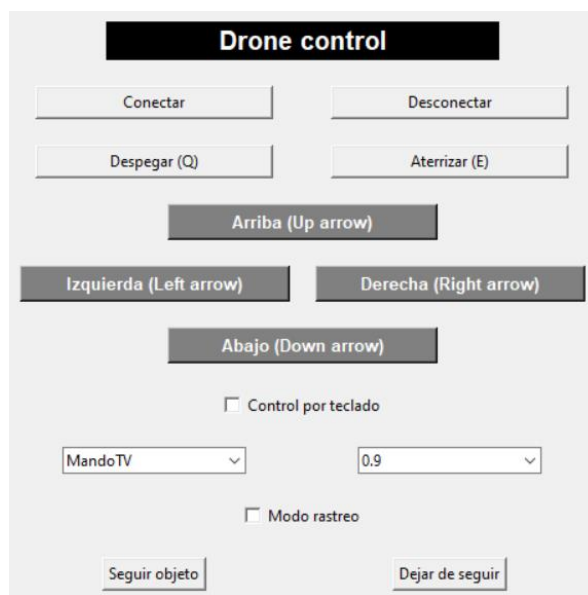 Drone control
Conectar
Desconectar
Despegar (Q)
Aterrizar (E)
Arriba (Up arrow)
Izquierda (Left arrow)
Derecha (Right arrow)
Abajo (Down arrow)
Control por teclado
MandoTV
0.9
Modo rastreo
Seguir objeto
Dejar de seguir